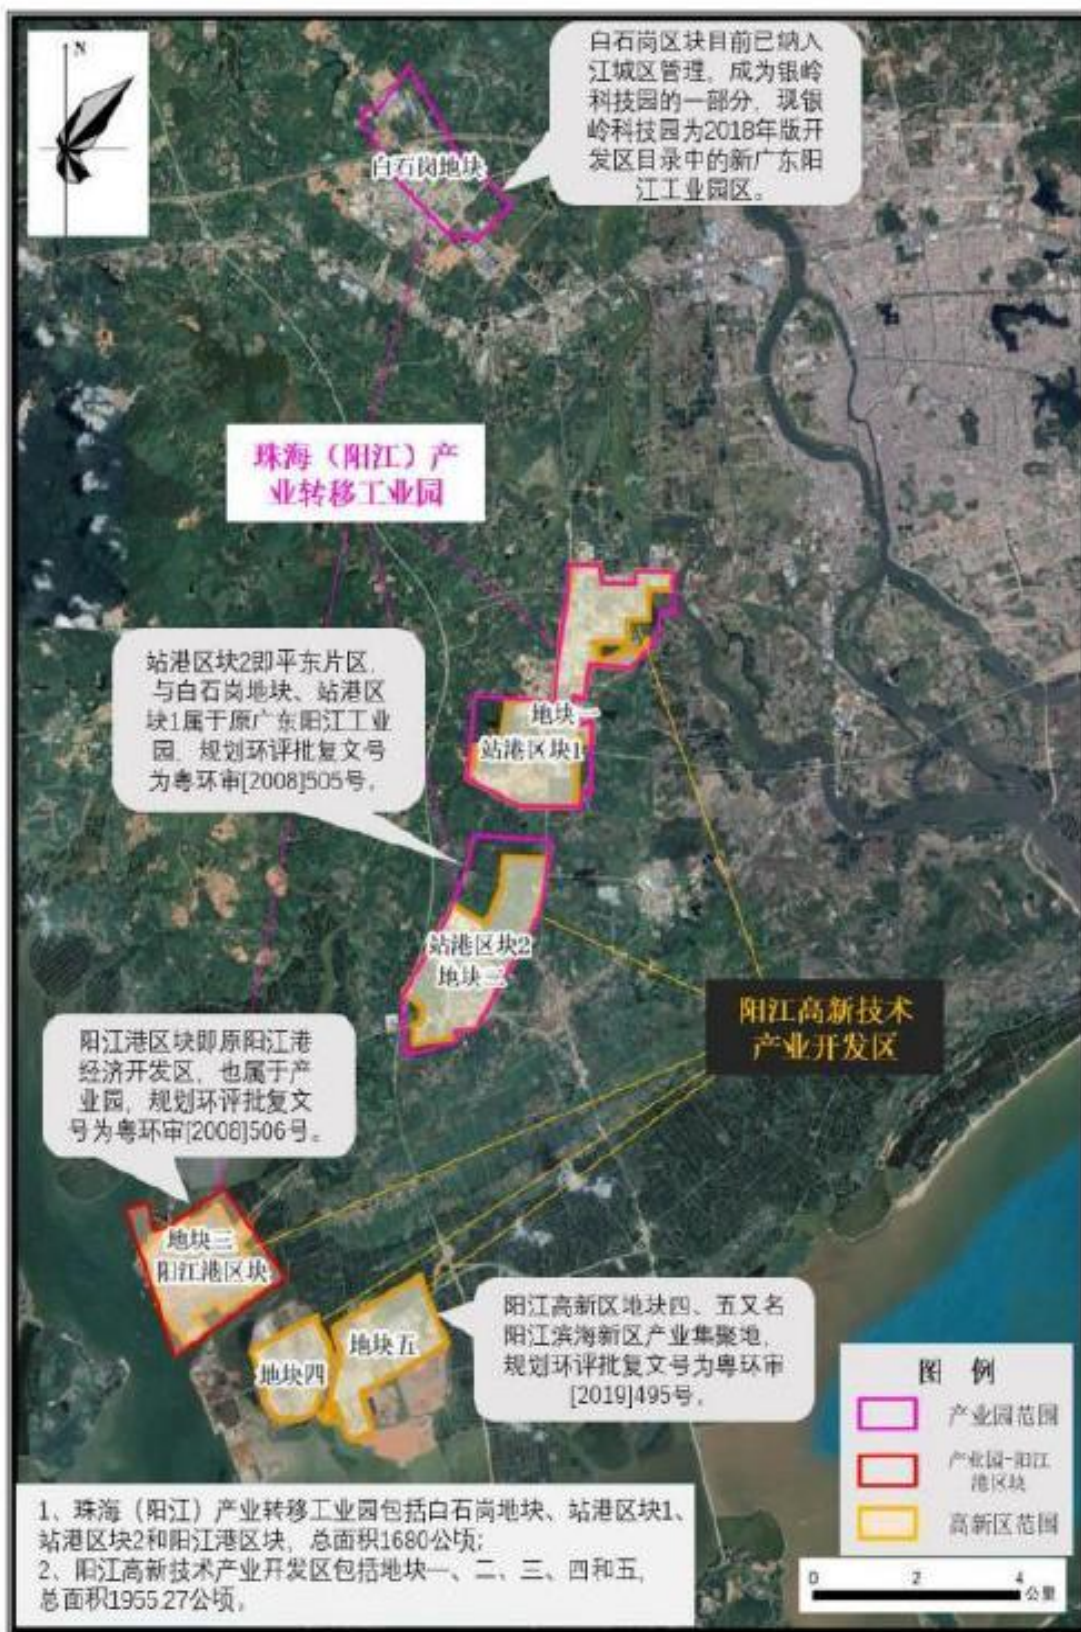 N
白石岗区块目前已纳入
江城区管理，成为银岭
科技园的一部分，现银
岭科技园为2018年版开
发区目录中的新广东阳
江工业园区。
白石岗地块
珠海（阳江）产
业转移工业园
站港区块2即平东片区，
与白石岗地块、站港区
块1属于原广东阳江工业
园，规划环评批复文号
为粤环审[2008]505号。
地块一
站港区块1
站港区块2
地块二
阳江高新技术
产业开发区
阳江港区块即原阳江港
经济开发区，也属于产
业园，规划环评批复文
号为粤环审[2008]506号。
地块三
阳江港区块
地块五
地块四
阳江高新区地块四、五又名
阳江滨海新区产业集聚地，
规划环评批复文号为粤环审
[2019]495号。
图 例
产业园范围
产业园-阳江
港区块
高新区范围
0 2 4
公里
1、珠海（阳江）产业转移工业园包括白石岗地块、站港区块1、
站港区块2和阳江港区块，总面积1680公顷；
2、阳江高新技术产业开发区包括地块一、二、三、四和五，
总面积1955.27公顷。